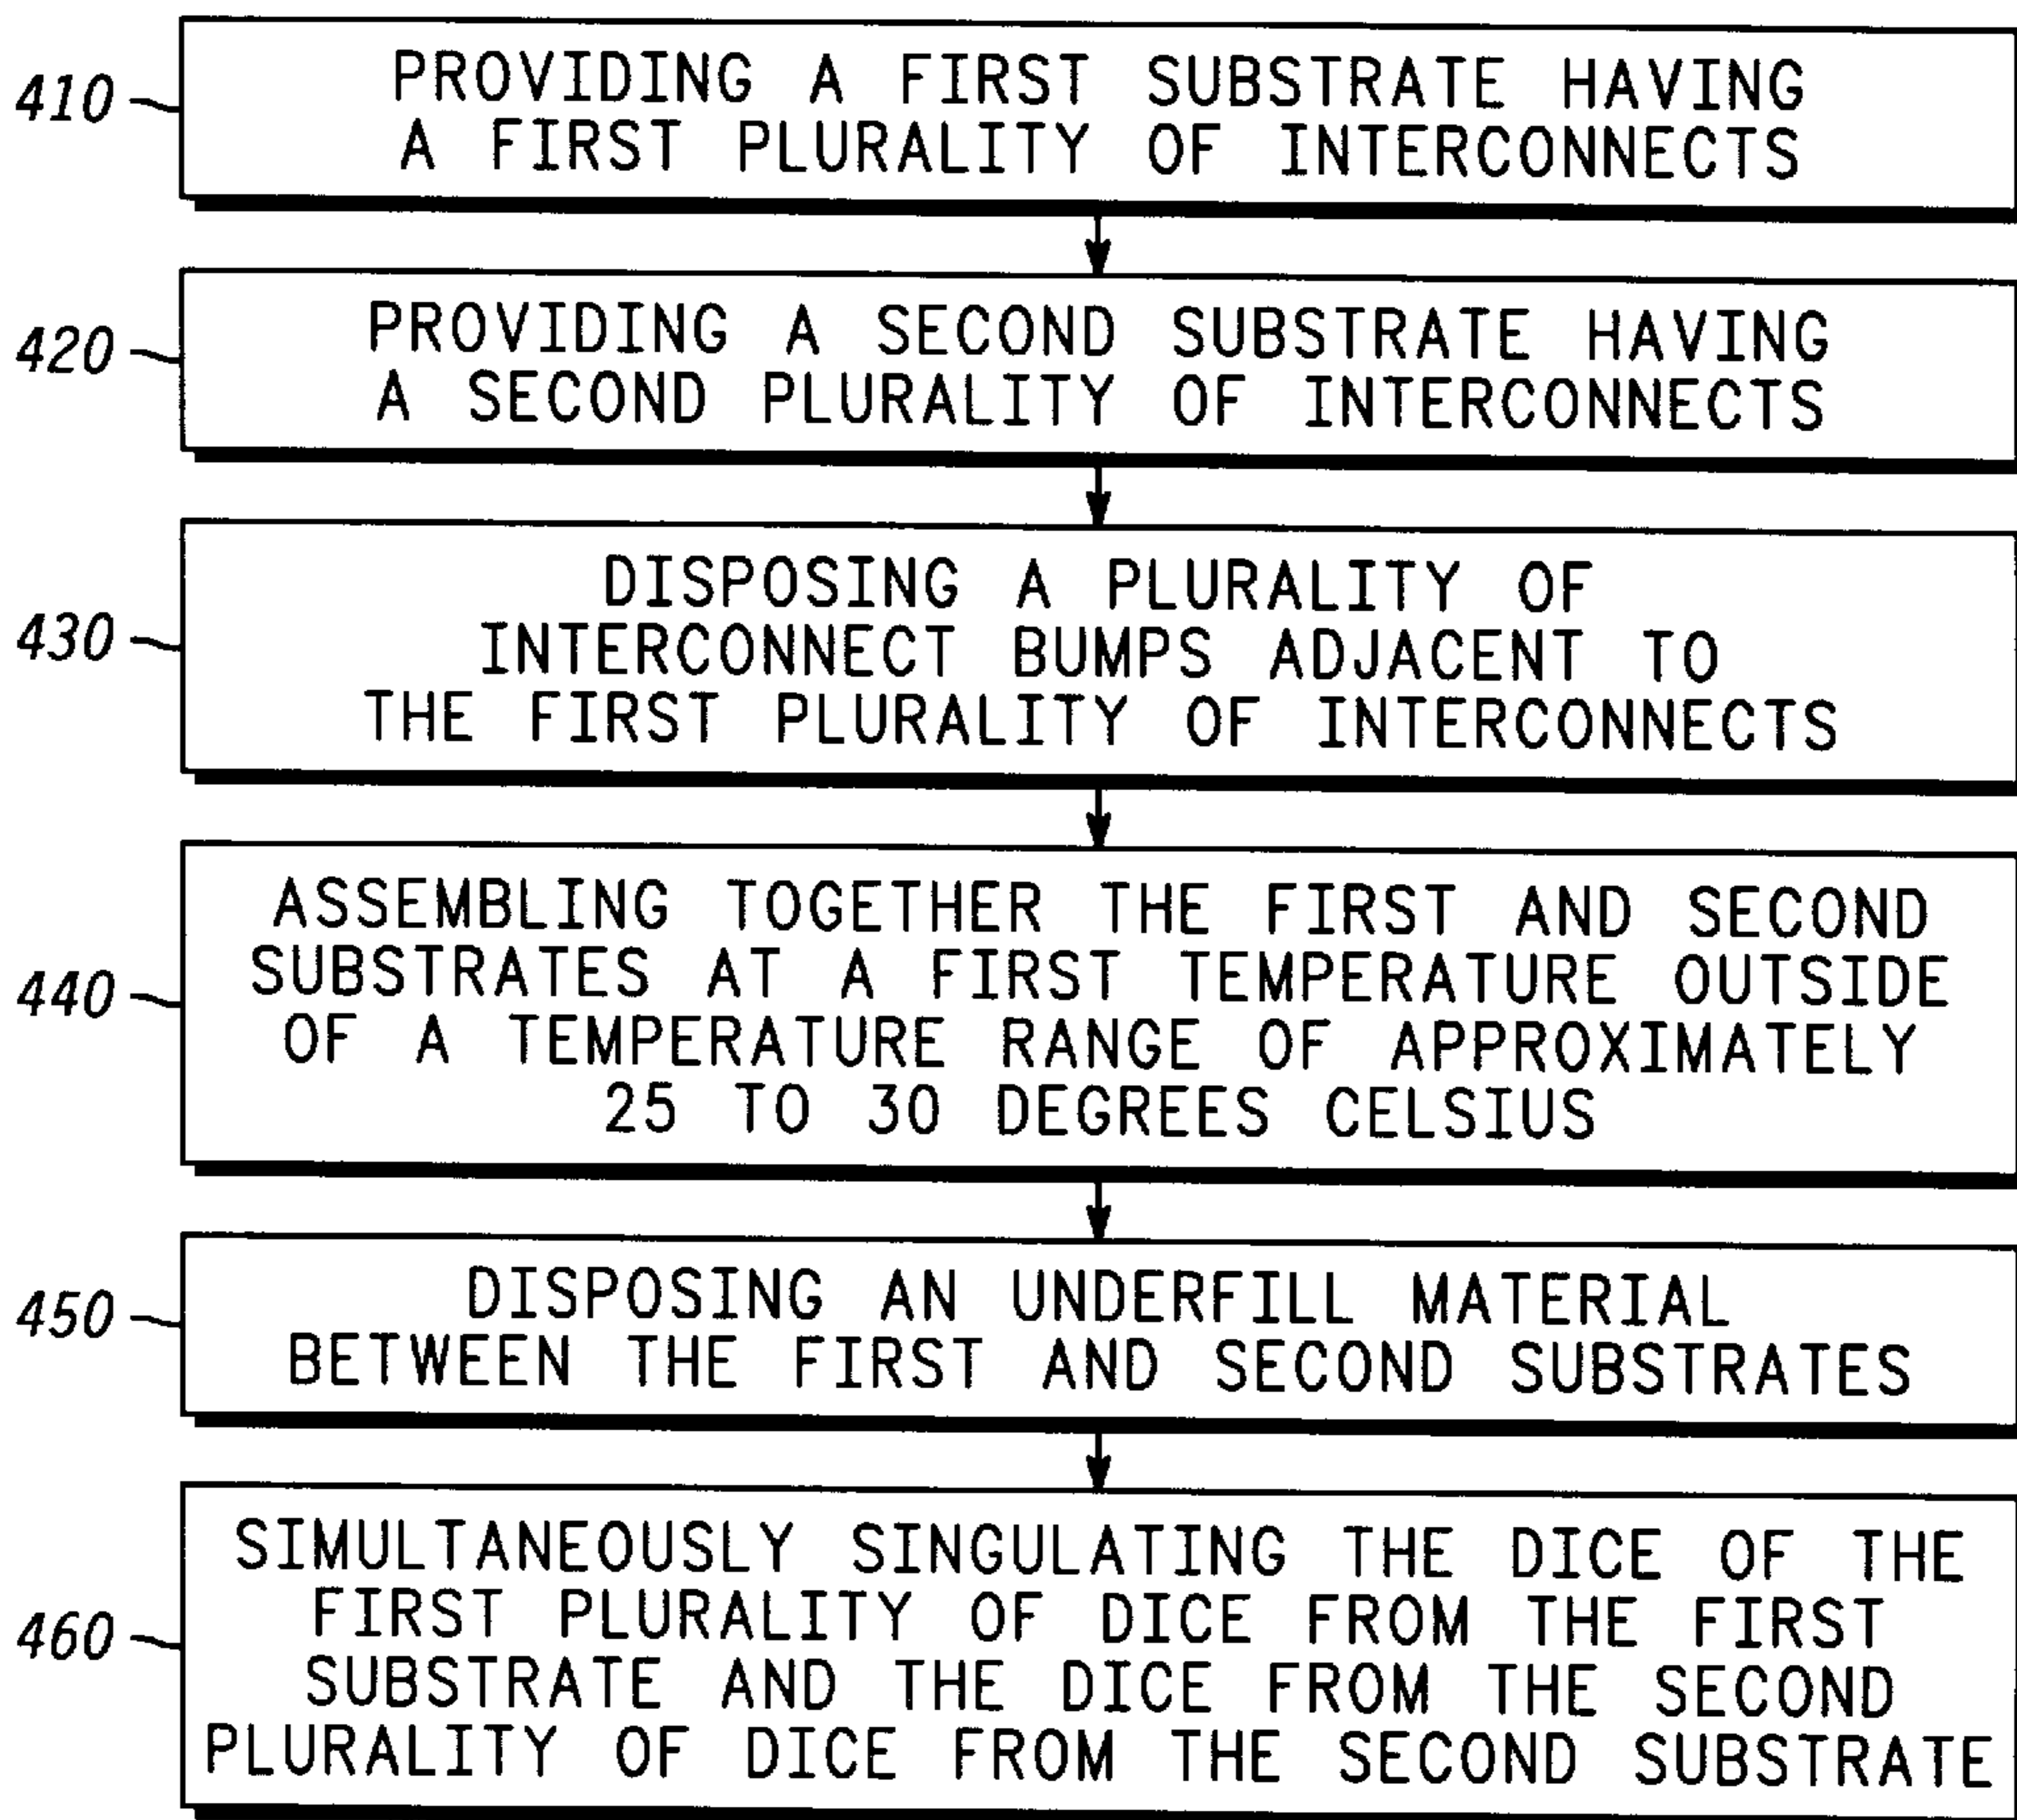 410
PROVIDING A FIRST SUBSTRATE HAVING
A FIRST PLURALITY OF INTERCONNECTS
420
PROVIDING A SECOND SUBSTRATE HAVING
A SECOND PLURALITY OF INTERCONNECTS
430
DISPOSING A PLURALITY OF
INTERCONNECT BUMPS ADJACENT TO
THE FIRST PLURALITY OF INTERCONNECTS
440
ASSEMBLING TOGETHER THE FIRST AND SECOND
SUBSTRATES AT A FIRST TEMPERATURE OUTSIDE
OF A TEMPERATURE RANGE OF APPROXIMATELY
25 TO 30 DEGREES CELSIUS
450
DISPOSING AN UNDERFILL MATERIAL
BETWEEN THE FIRST AND SECOND SUBSTRATES
460
SIMULTANEOUSLY SINGULATING THE DICE OF THE
FIRST PLURALITY OF DICE FROM THE FIRST
SUBSTRATE AND THE DICE FROM THE SECOND
PLURALITY OF DICE FROM THE SECOND SUBSTRATE